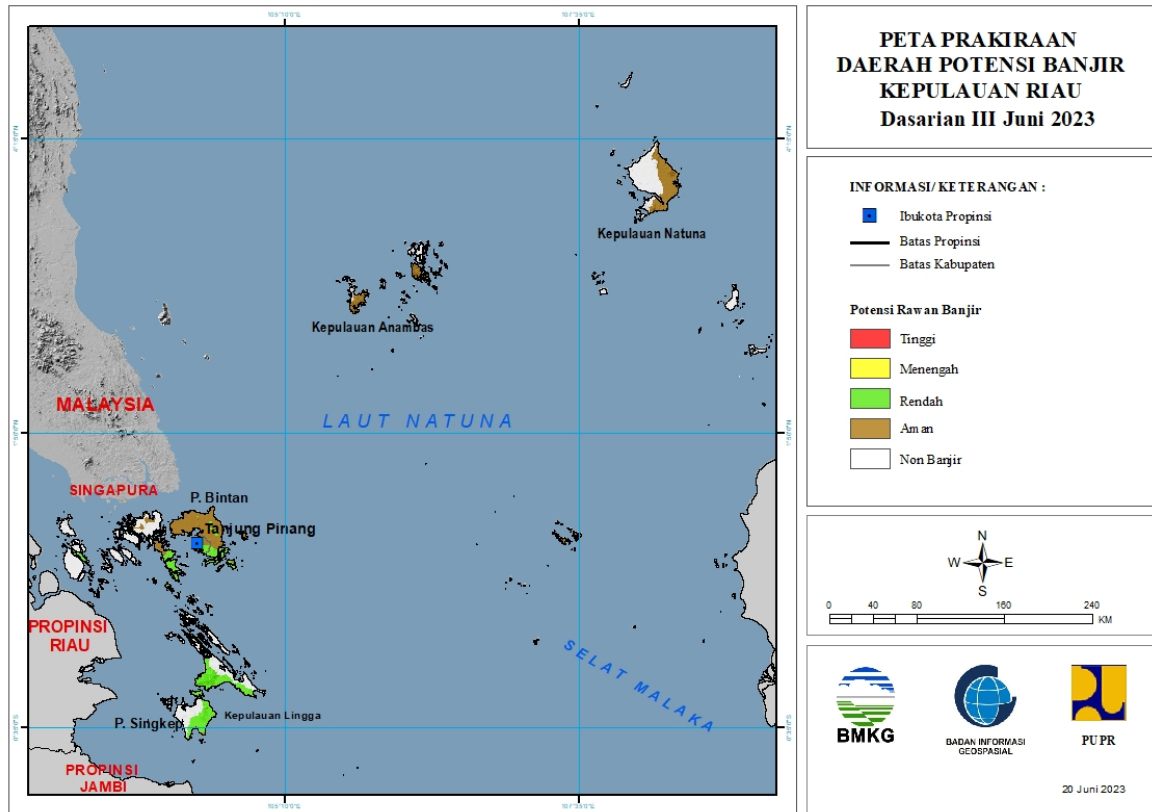 PETA PRAKIRAAN
DAERAH POTENSI BANJIR
KEPULAUAN RIAU
Dasarian III Juni 2023
INFORMASI/ KETERANGAN :
Ibukota Propinsi
Batas Propinsi
Batas Kabupaten
Potensi Rawan Banjir
Tinggi
Menengah
Rendah
Aman
Non Banjir
N
W E
S
0 20 40 80 160 240
KM
BMKG
BADAN INFORMASI
GEOSPASIAL
PUPR
20 Juni 2023
Kepulauan Natuna
Kepulauan Anambas
MALAYSIA
LAUT NATUNA
SINGAPURA
P. Bintan
Tanjung Pinang
PROPINSI
RIAU
SELAT MALAKA
P. Singkep
Kepulauan Lingga
PROPINSI
JAMBI